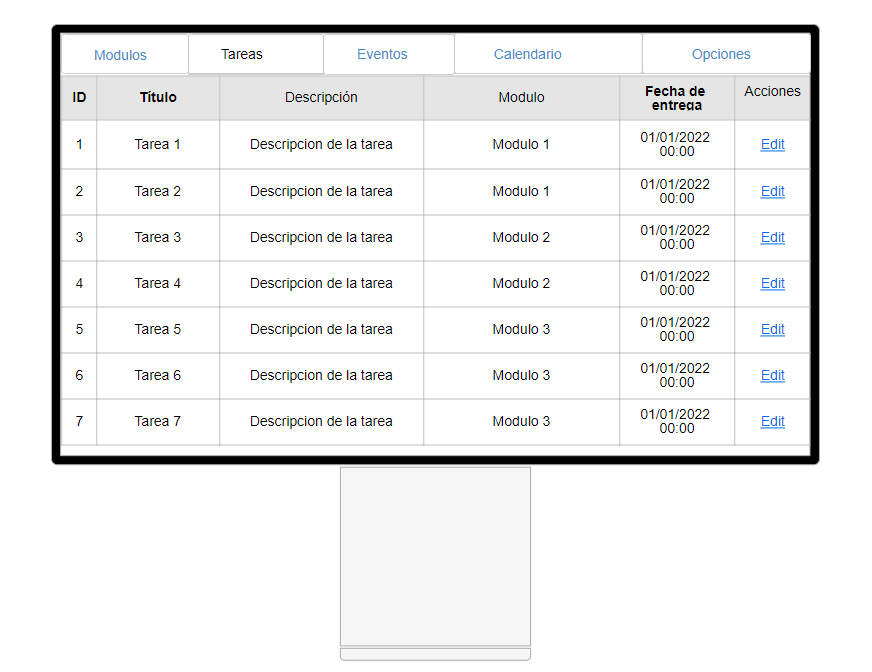 Modulos Tareas Eventos Calendario Opciones
ID Título Descripción Modulo Fecha de entrega Acciones
1 Tarea 1 Descripcion de la tarea Modulo 1 01/01/2022 00:00 Edit
2 Tarea 2 Descripcion de la tarea Modulo 1 01/01/2022 00:00 Edit
3 Tarea 3 Descripcion de la tarea Modulo 2 01/01/2022 00:00 Edit
4 Tarea 4 Descripcion de la tarea Modulo 2 01/01/2022 00:00 Edit
5 Tarea 5 Descripcion de la tarea Modulo 3 01/01/2022 00:00 Edit
6 Tarea 6 Descripcion de la tarea Modulo 3 01/01/2022 00:00 Edit
7 Tarea 7 Descripcion de la tarea Modulo 3 01/01/2022 00:00 Edit